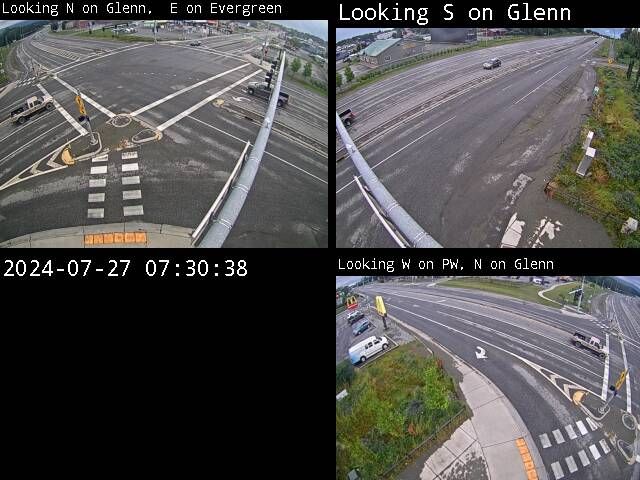 Looking N on Glenn, E on Evergreen
Looking S on Glenn
2024-07-27 07:30:38
Looking W on PW, N on Glenn